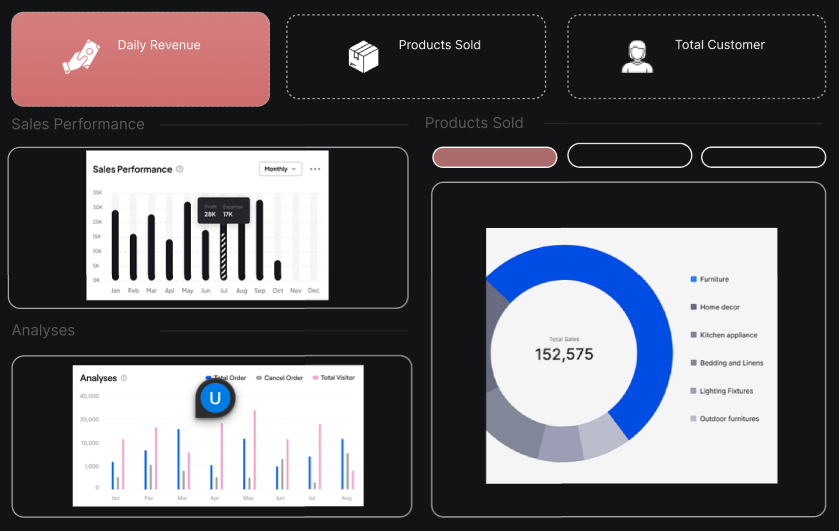 Daily Revenue
Products Sold
Total Customer
Sales Performance
Products Sold
Sales Performance
Monthly
35K
30K
25K
20K
15K
10K
5K
0K
Profit Expense
28K 17K
Jan Feb Mar Apl May Jun Jul Aug Sep Oct Nov Dec
Analyses
Analyses
Total Order Cancel Order Total Visitor
U
40,000
20,000
10,000
1,000
0
Jan Fav Mar Apr May Jun Jul Aug
Total Sales
152,575
Furniture
Home decor
Kitchen appliance
Bedding and Linens
Lighting Fixtures
Outdoor furnitures